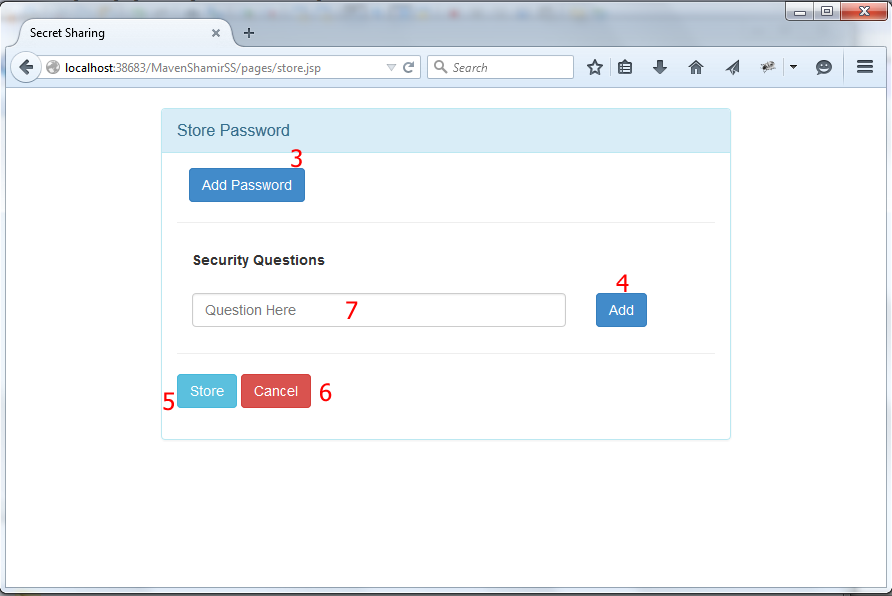 Secret Sharing
localhost:38683/MavenShamirSS/pages/store.jsp
Search
Store Password
3
Add Password
Security Questions
4
Question Here 7
Add
5 Store Cancel 6